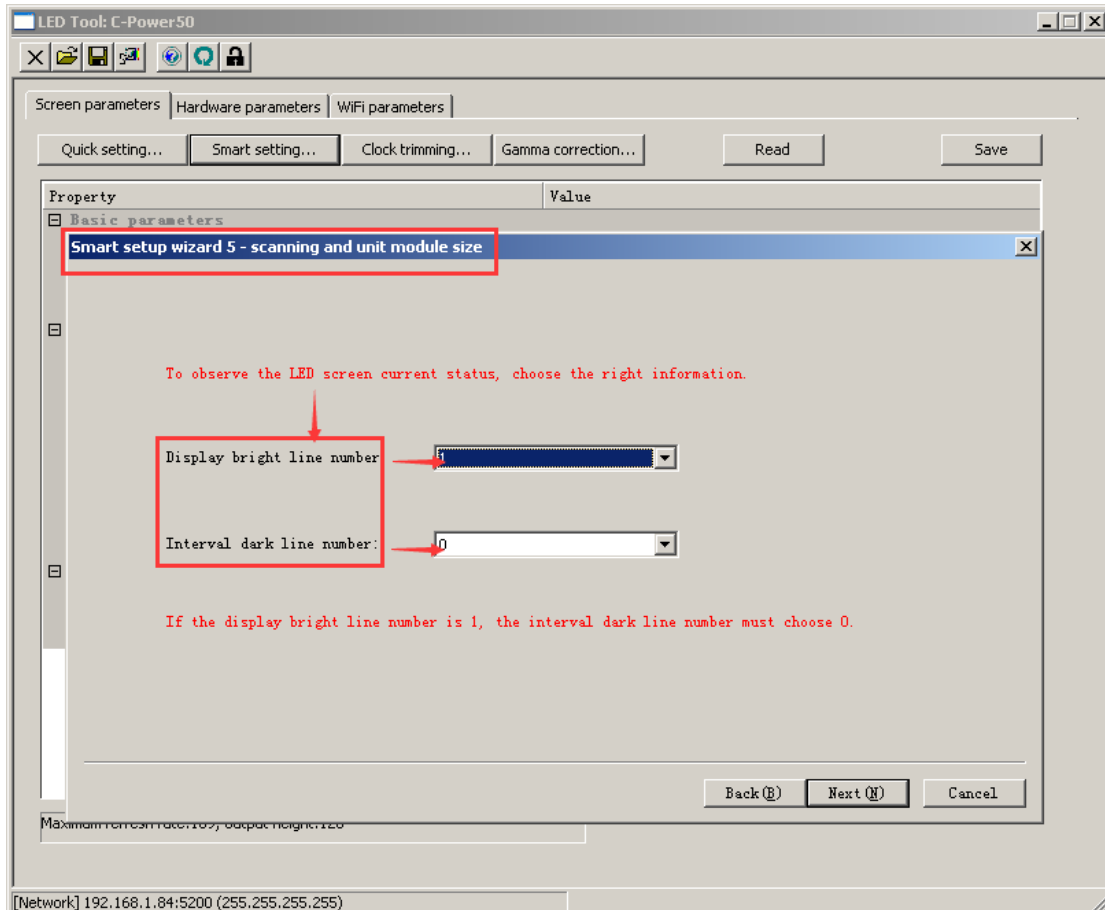 LED Tool: C-Power50
Screen parameters Hardware parameters WiFi parameters
Quick setting... Smart setting... Clock trimming... Gamma correction... Read Save
Property Value
Basic parameters
Smart setup wizard 5 - scanning and unit module size
To observe the LED screen current status, choose the right information.
Display bright line number 1
Interval dark line number: 0
If the display bright line number is 1, the interval dark line number must choose 0.
Back(B) Next(N) Cancel
[Network] 192.168.1.84:5200 (255.255.255.255)